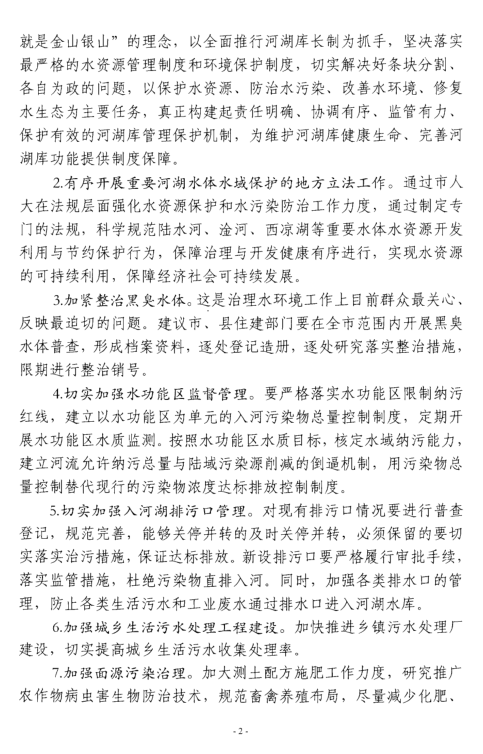 就是金山银山”的理念，以全面推行河湖库长制为抓手，坚决落实
最严格的水资源管理制度和环境保护制度，切实解决好条块分割、
各自为政的问题，以保护水资源、防治水污染、改善水环境、修复
水生态为主要任务，真正构建起责任明确、协调有序、监管有力、
保护有效的河湖库管理保护机制，为维护河湖库健康生命、完善河
湖库功能提供制度保障。
2.有序开展重要河湖水体水域保护的地方立法工作。通过市人
大在法规层面强化水资源保护和水污染防治工作力度，通过制定专
门的法规，科学规范陆水河、淦河、西凉湖等重要水体水资源开发
利用与节约保护行为，保障治理与开发健康有序进行，实现水资源
的可持续利用，保障经济社会可持续发展。
3.加紧整治黑臭水体。这是治理水环境工作上目前群众最关心、
反映最迫切的问题。建议市、县住建部门要在全市范围内开展黑臭
水体普查，形成档案资料，逐处登记造册，逐处研究落实整治措施，
限期进行整治销号。
4.切实加强水功能区监督管理。要严格落实水功能区限制纳污
红线，建立以水功能区为单元的入河污染物总量控制制度，定期开
展水功能区水质监测。按照水功能区水质目标，核定水域纳污能力，
建立河流允许纳污总量与陆域污染源削减的倒逼机制，用污染物总
量控制替代现行的污染物浓度达标排放控制制度。
5.切实加强入河湖排污口管理。对现有排污口情况要进行普查
登记，规范完善，能够关停并转的及时关停并转，必须保留的要切
实落实治污措施，保证达标排放。新设排污口要严格履行审批手续，
落实监管措施，杜绝污染物直排入河。同时，加强各类排水口的管
理，防止各类生活污水和工业废水通过排水口进入河湖水库。
6.加强城乡生活污水处理工程建设。加快推进乡镇污水处理厂
建设，切实提高城乡生活污水收集处理率。
7.加强面源污染治理。加大测土配方施肥工作力度，研究推广
农作物病虫害生物防治技术，规范畜禽养殖布局，尽量减少化肥、
- 2 -